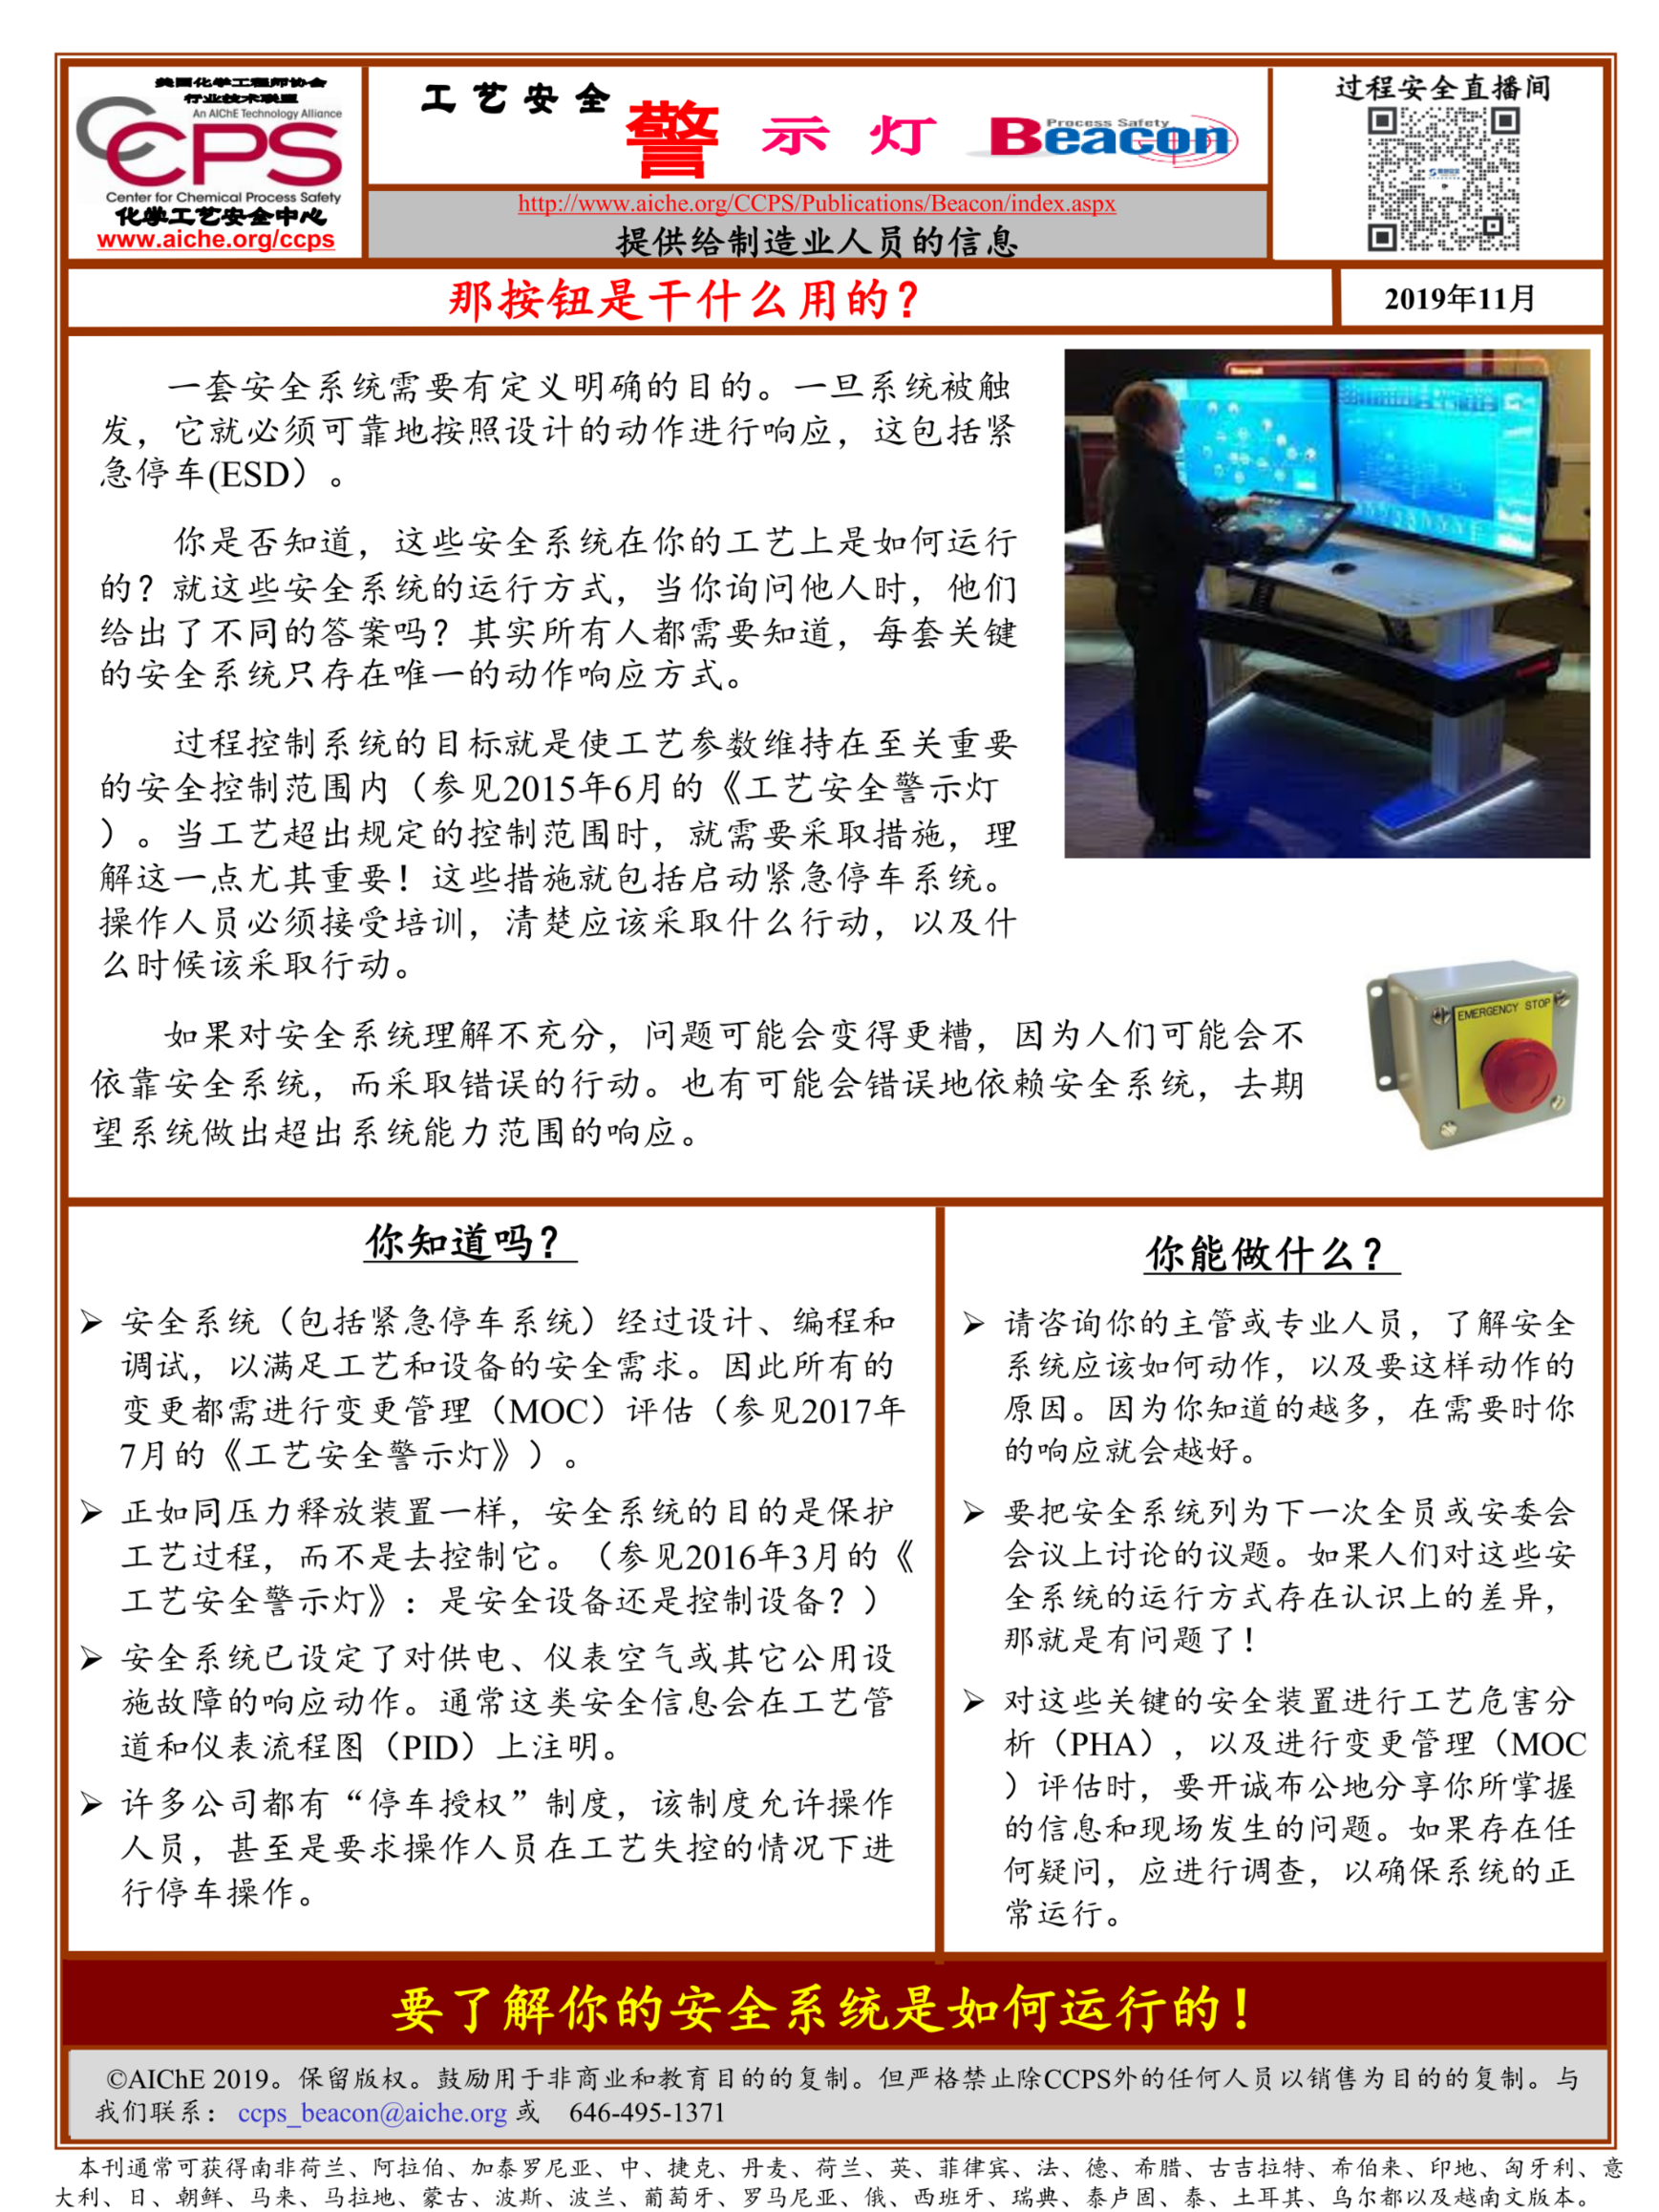 美国化学工程师协会
行业技术联盟
An AIChE Technology Alliance
CCPS
Center for Chemical Process Safety
化学工艺安全中心
www.aiche.org/ccps
工艺安全
警示灯
Process Safety
Beacon
http://www.aiche.org/CCPS/Publications/Beacon/index.aspx
提供给制造业人员的信息
过程安全直播间
那按钮是干什么用的？
2019年11月
一套安全系统需要有定义明确的目的。一旦系统被触
发，它就必须可靠地按照设计的动作进行响应，这包括紧
急停车(ESD）。
你是否知道，这些安全系统在你的工艺上是如何运行
的？就这些安全系统的运行方式，当你询问他人时，他们
给出了不同的答案吗？其实所有人都需要知道，每套关键
的安全系统只存在唯一的动作响应方式。
过程控制系统的目标就是使工艺参数维持在至关重要
的安全控制范围内（参见2015年6月的《工艺安全警示灯
）。当工艺超出规定的控制范围时，就需要采取措施，理
解这一点尤其重要！这些措施就包括启动紧急停车系统。
操作人员必须接受培训，清楚应该采取什么行动，以及什
么时候该采取行动。
如果对安全系统理解不充分，问题可能会变得更糟，因为人们可能会不
依靠安全系统，而采取错误的行动。也有可能会错误地依赖安全系统，去期
望系统做出超出系统能力范围的响应。
EMERGENCY STOP
你知道吗？
➢ 安全系统（包括紧急停车系统）经过设计、编程和
调试，以满足工艺和设备的安全需求。因此所有的
变更都需进行变更管理（MOC）评估（参见2017年
7月的《工艺安全警示灯》）。
➢ 正如同压力释放装置一样，安全系统的目的是保护
工艺过程，而不是去控制它。（参见2016年3月的《
工艺安全警示灯》：是安全设备还是控制设备？）
➢ 安全系统已设定了对供电、仪表空气或其它公用设
施故障的响应动作。通常这类安全信息会在工艺管
道和仪表流程图（PID）上注明。
➢ 许多公司都有“停车授权”制度，该制度允许操作
人员，甚至是要求操作人员在工艺失控的情况下进
行停车操作。
你能做什么？
➢ 请咨询你的主管或专业人员，了解安全
系统应该如何动作，以及要这样动作的
原因。因为你知道的越多，在需要时你
的响应就会越好。
➢ 要把安全系统列为下一次全员或安委会
会议上讨论的议题。如果人们对这些安
全系统的运行方式存在认识上的差异，
那就是有问题了！
➢ 对这些关键的安全装置进行工艺危害分
析（PHA），以及进行变更管理（MOC
）评估时，要开诚布公地分享你所掌握
的信息和现场发生的问题。如果存在任
何疑问，应进行调查，以确保系统的正
常运行。
要了解你的安全系统是如何运行的！
©AIChE 2019。保留版权。鼓励用于非商业和教育目的的复制。但严格禁止除CCPS外的任何人员以销售为目的的复制。与
我们联系： ccps_beacon@aiche.org 或 646-495-1371
本刊通常可获得南非荷兰、阿拉伯、加泰罗尼亚、中、捷克、丹麦、荷兰、英、菲律宾、法、德、希腊、古吉拉特、希伯来、印地、匈牙利、意
大利、日、朝鲜、马来、马拉地、蒙古、波斯、波兰、葡萄牙、罗马尼亚、俄、西班牙、瑞典、泰卢固、泰、土耳其、乌尔都以及越南文版本。